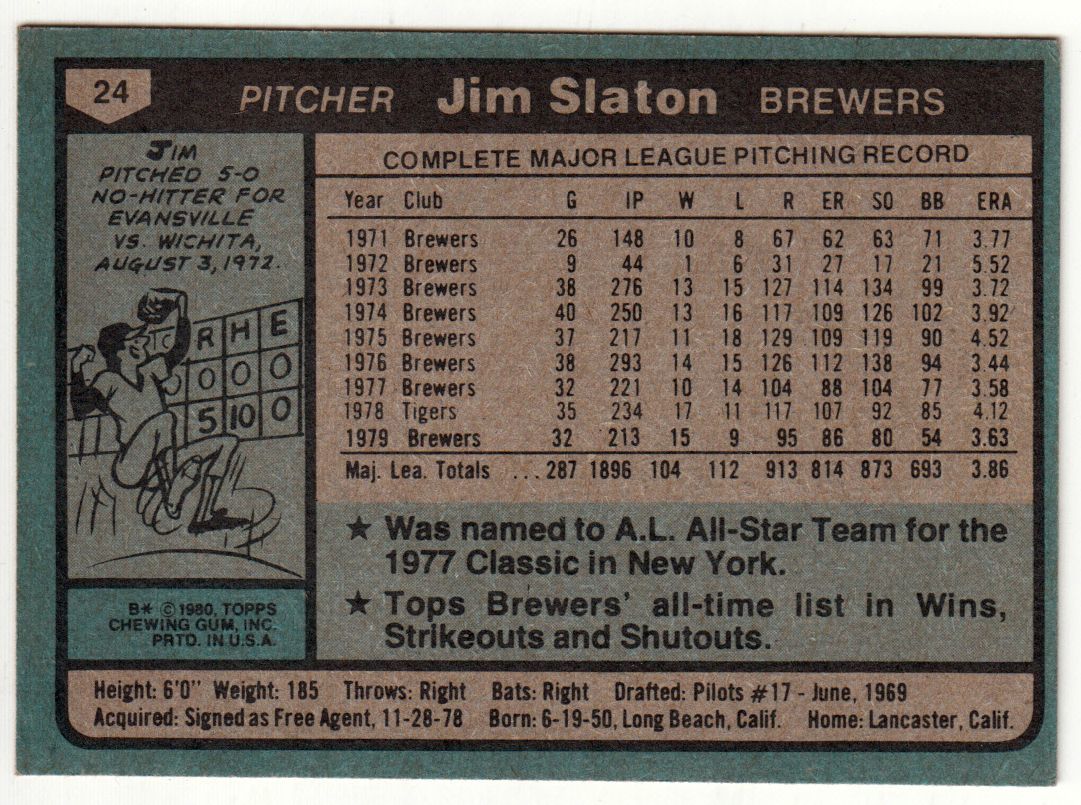 24 PITCHER Jim Slaton BREWERS
JIM
PITCHED 5-0
NO-HITTER FOR
EVANSVILLE
VS. WICHITA,
AUGUST 3, 1972.
R H E
0 0 0 0
5 10 0
B* © 1980, TOPPS
CHEWING GUM, INC.
PRTD. IN U.S.A.
COMPLETE MAJOR LEAGUE PITCHING RECORD
Year Club G IP W L R ER SO BB ERA
1971 Brewers 26 148 10 8 67 62 63 71 3.77
1972 Brewers 9 44 1 6 31 27 17 21 5.52
1973 Brewers 38 276 13 15 127 114 134 99 3.72
1974 Brewers 40 250 13 16 117 109 126 102 3.92
1975 Brewers 37 217 11 18 129 109 119 90 4.52
1976 Brewers 38 293 14 15 126 112 138 94 3.44
1977 Brewers 32 221 10 14 104 88 104 77 3.58
1978 Tigers 35 234 17 11 117 107 92 85 4.12
1979 Brewers 32 213 15 9 95 86 80 54 3.63
Maj. Lea. Totals ...287 1896 104 112 913 814 873 693 3.86
★ Was named to A.L. All-Star Team for the
1977 Classic in New York.
★ Tops Brewers' all-time list in Wins,
Strikeouts and Shutouts.
Height: 6'0" Weight: 185 Throws: Right Bats: Right Drafted: Pilots #17 - June, 1969
Acquired: Signed as Free Agent, 11-28-78 Born: 6-19-50, Long Beach, Calif. Home: Lancaster, Calif.